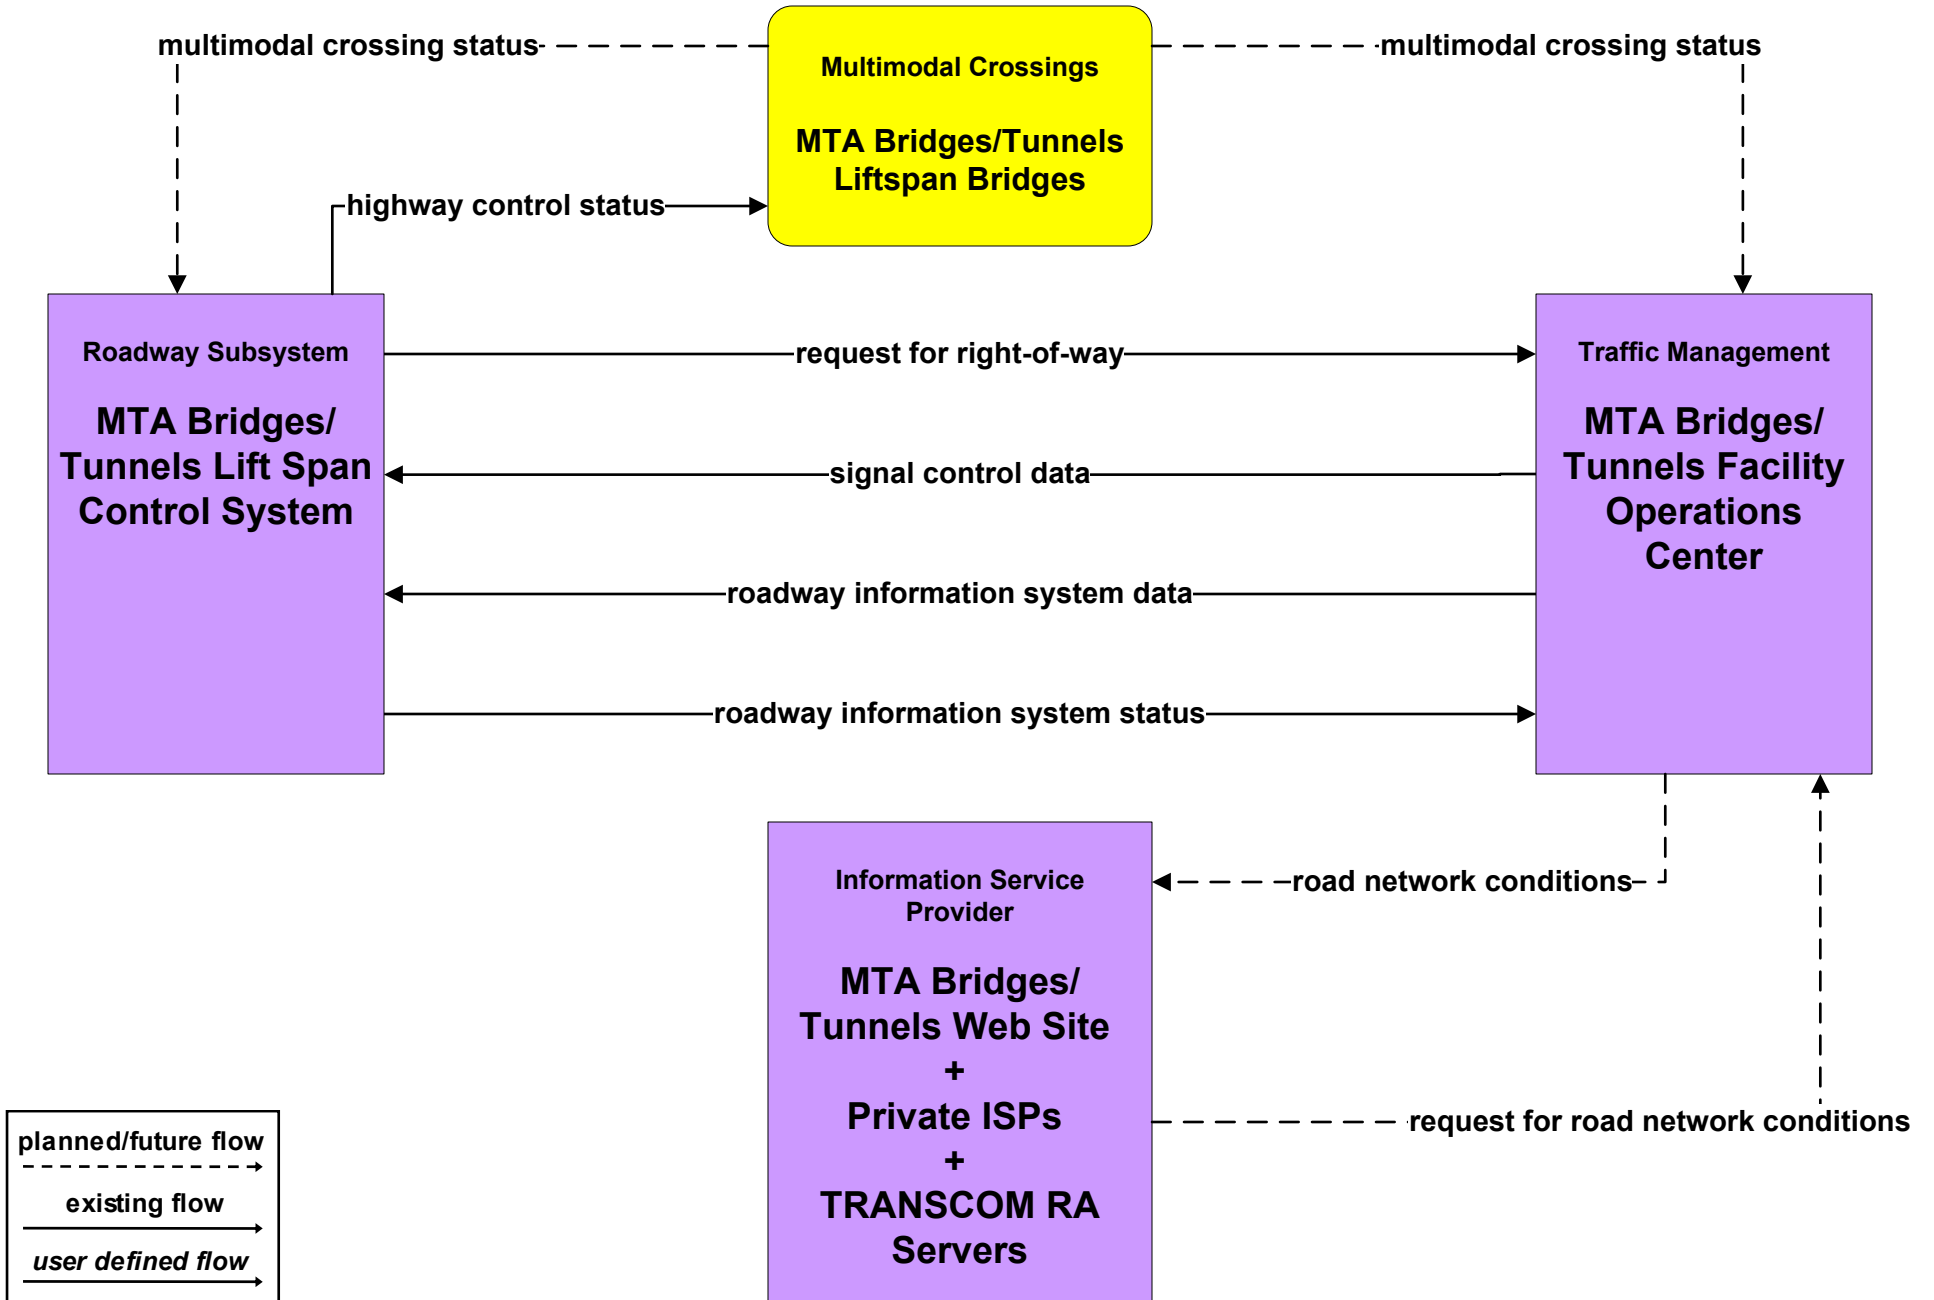 multimodal crossing status
multimodal crossing status
Multimodal Crossings
MTA Bridges/Tunnels
Liftspan Bridges
highway control status
Roadway Subsystem
MTA Bridges/
Tunnels Lift Span
Control System
request for right-of-way
signal control data
roadway information system data
roadway information system status
Traffic Management
MTA Bridges/
Tunnels Facility
Operations
Center
Information Service
Provider
MTA Bridges/
Tunnels Web Site
+
Private ISPs
+
TRANSCOM RA
Servers
road network conditions
request for road network conditions
planned/future flow
existing flow
user defined flow